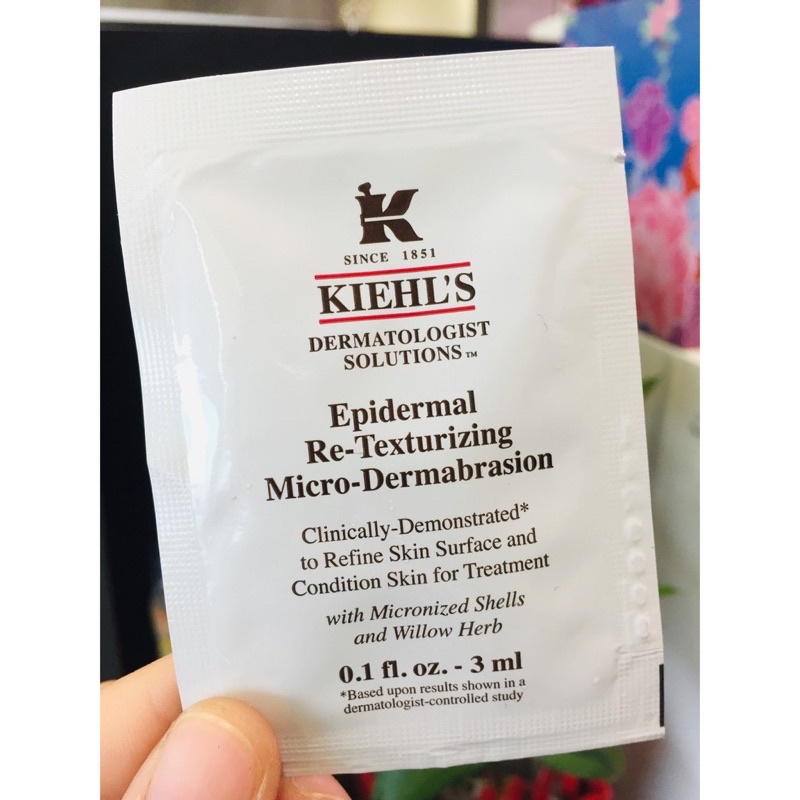 K
SINCE 1851
KIEHL'S
DERMATOLOGIST
SOLUTIONS™
Epidermal
Re-Texturizing
Micro-Dermabrasion
Clinically-Demonstrated*
to Refine Skin Surface and
Condition Skin for Treatment
with Micronized Shells
and Willow Herb
0.1 fl. oz. - 3 ml
*Based upon results shown in a
dermatologist-controlled study